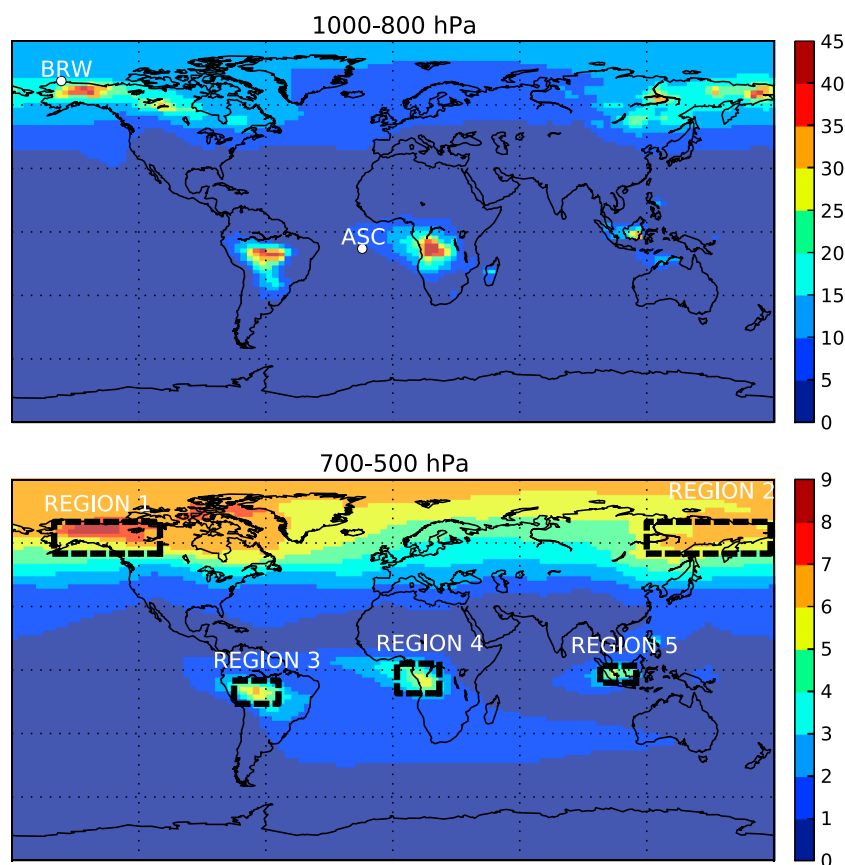 1000-800 hPa
BRW
ASC
45
40
35
30
25
20
15
10
5
0
700-500 hPa
REGION 1
REGION 2
REGION 3
REGION 4
REGION 5
9
8
7
6
5
4
3
2
1
0